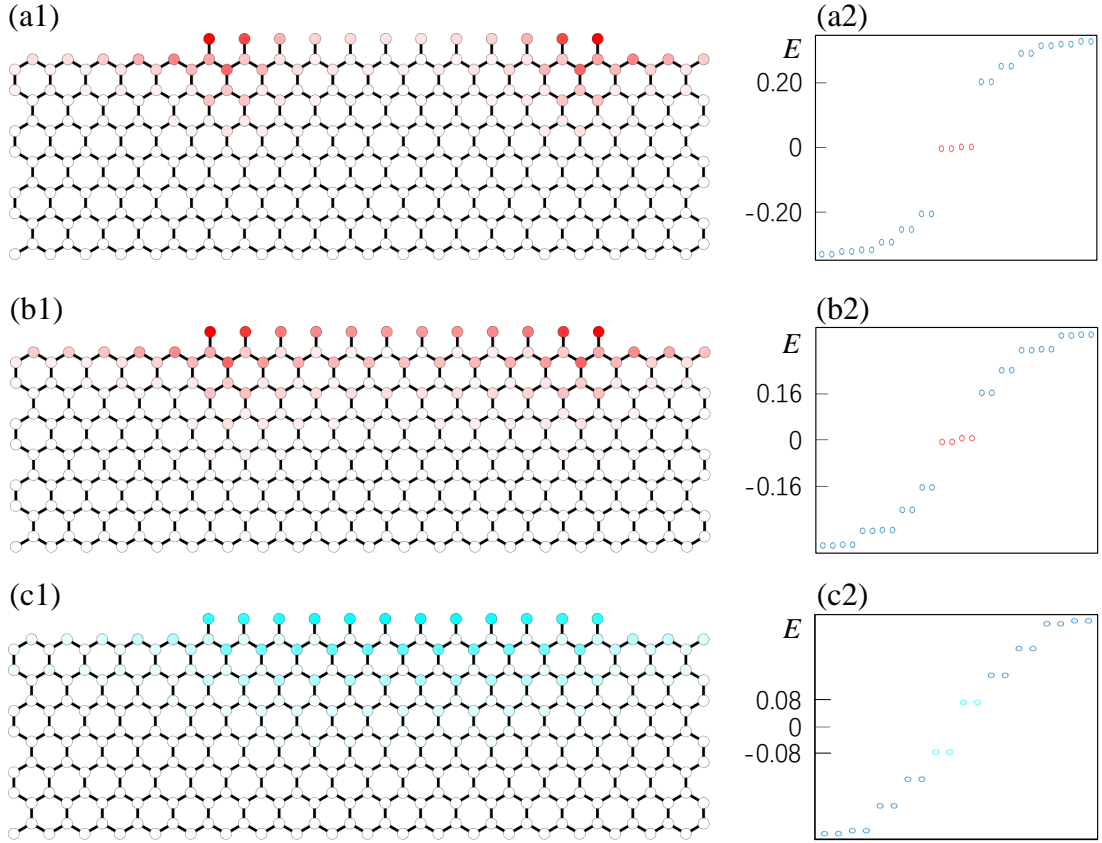 (a1)
(a2)
E
0.20
0
-0.20
(b1)
(b2)
E
0.16
0
-0.16
(c1)
(c2)
E
0.08
0
-0.08